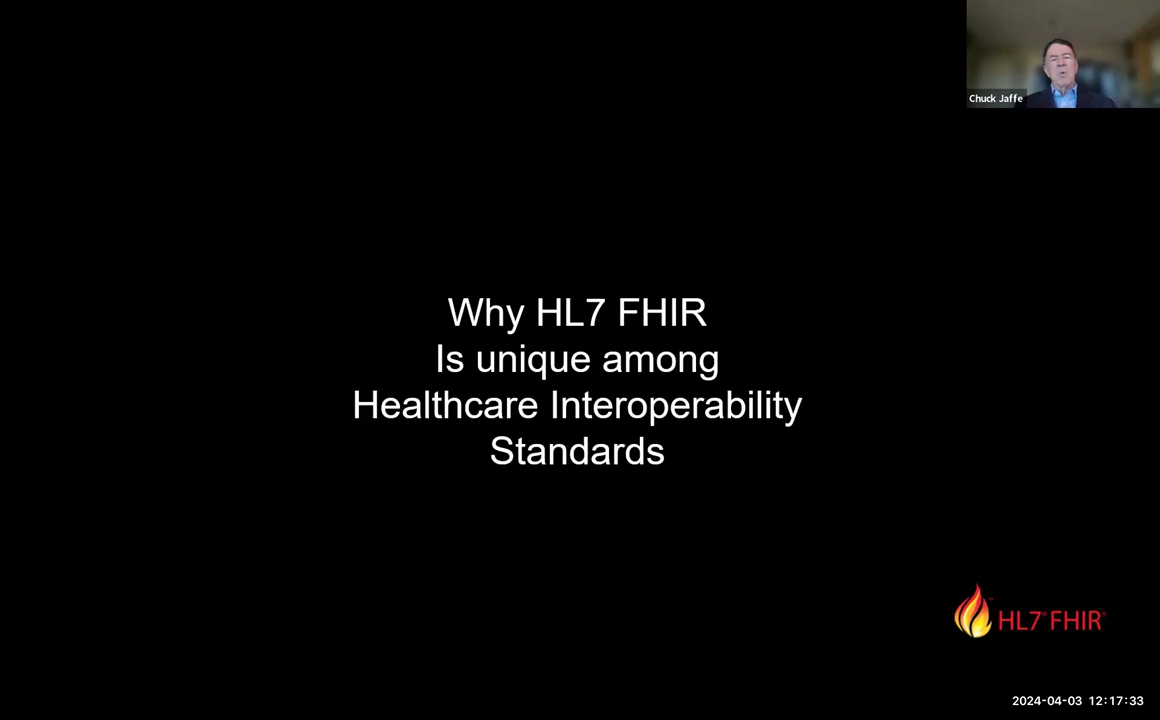 Chuck Jaffe
Why HL7 FHIR
Is unique among
Healthcare Interoperability
Standards
HL7® FHIR®
2024-04-03 12:17:33